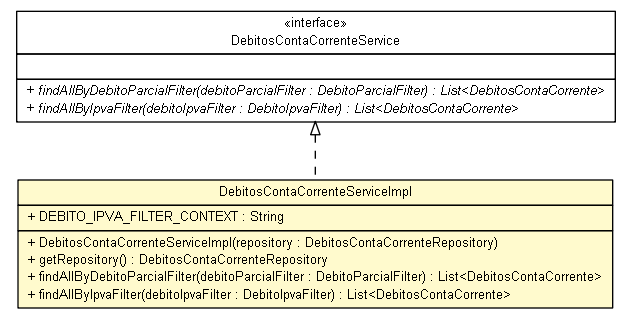 «interface»
DebitosContaCorrenteService
+ findAllByDebitoParcialFilter(debitoParcialFilter : DebitoParcialFilter) : List<DebitosContaCorrente>
+ findAllByIpvaFilter(debitoIpvaFilter : DebitoIpvaFilter) : List<DebitosContaCorrente>
DebitosContaCorrenteServiceImpl
+ DEBITO_IPVA_FILTER_CONTEXT : String
+ DebitosContaCorrenteServiceImpl(repository : DebitosContaCorrenteRepository)
+ getRepository() : DebitosContaCorrenteRepository
+ findAllByDebitoParcialFilter(debitoParcialFilter : DebitoParcialFilter) : List<DebitosContaCorrente>
+ findAllByIpvaFilter(debitoIpvaFilter : DebitoIpvaFilter) : List<DebitosContaCorrente>